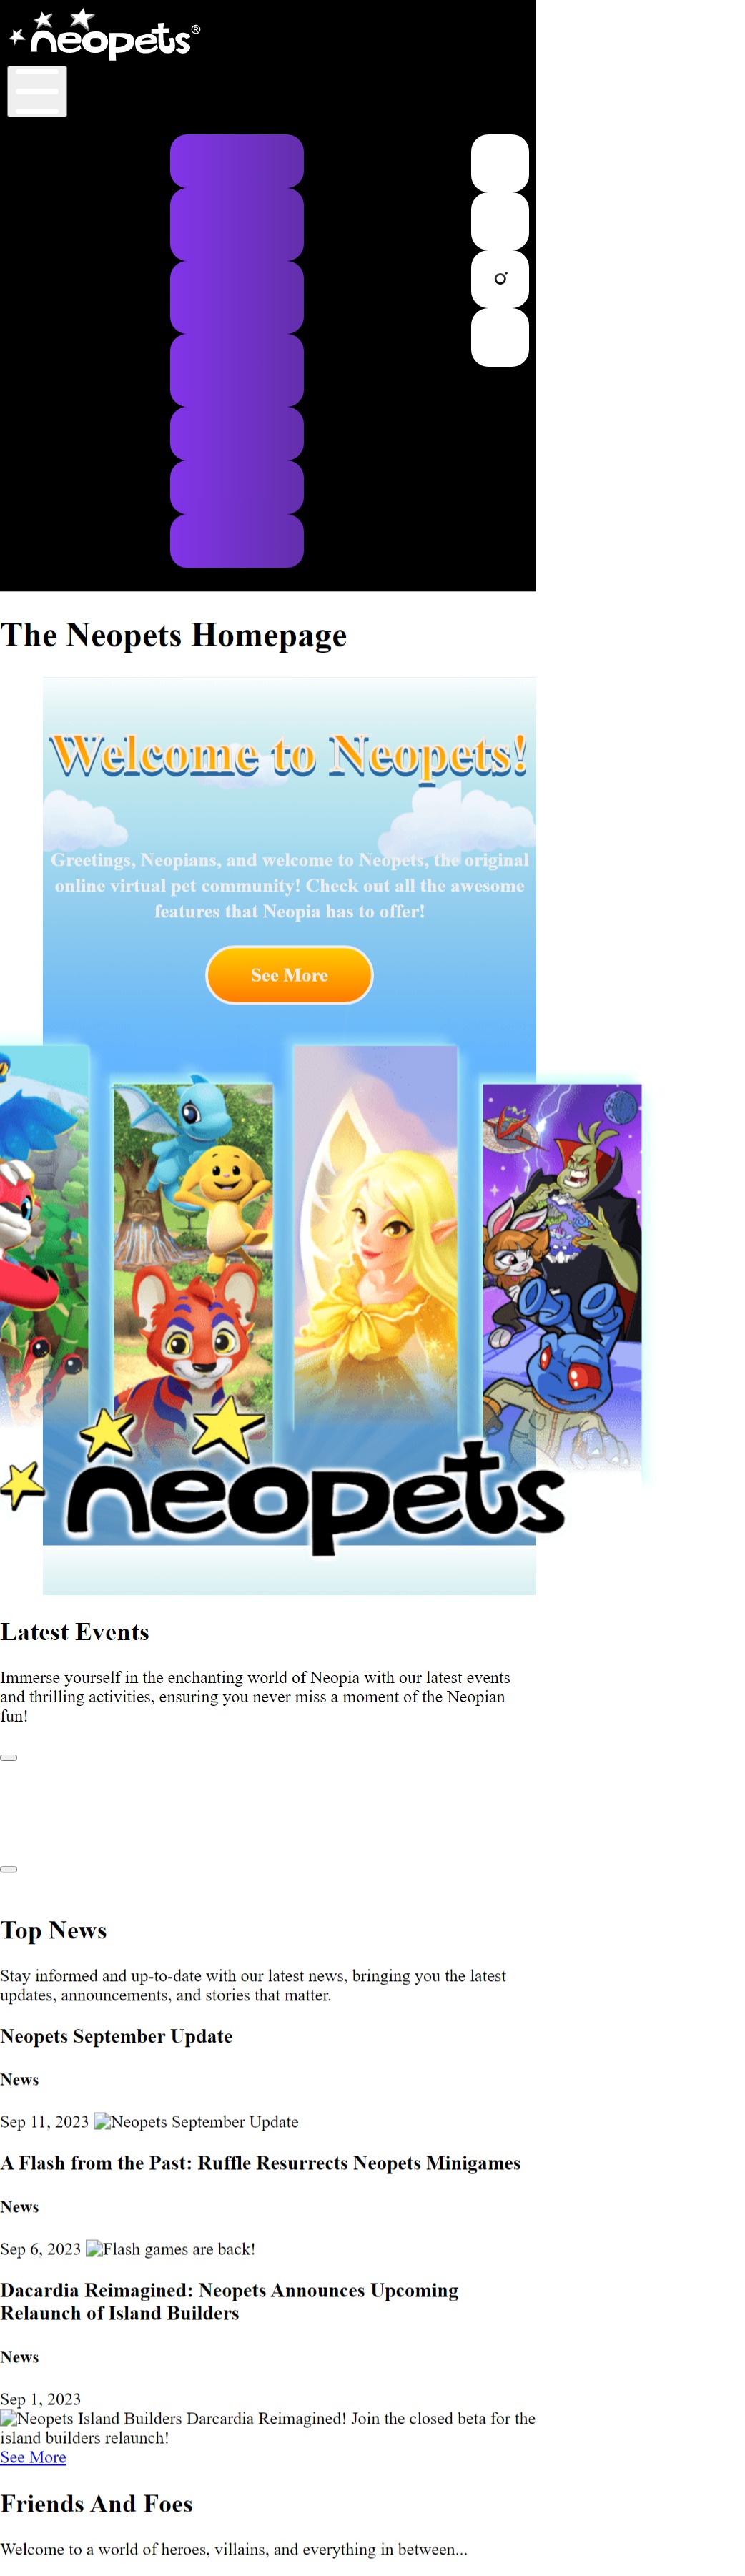 neopets®
The Neopets Homepage
Welcome to Neopets!
Greetings, Neopians, and welcome to Neopets, the original
online virtual pet community! Check out all the awesome
features that Neopia has to offer!
See More
neopets
Latest Events
Immerse yourself in the enchanting world of Neopia with our latest events
and thrilling activities, ensuring you never miss a moment of the Neopian
fun!
Top News
Stay informed and up-to-date with our latest news, bringing you the latest
updates, announcements, and stories that matter.
Neopets September Update
News
Sep 11, 2023 Neopets September Update
A Flash from the Past: Ruffle Resurrects Neopets Minigames
News
Sep 6, 2023 Flash games are back!
Dacardia Reimagined: Neopets Announces Upcoming
Relaunch of Island Builders
News
Sep 1, 2023
Neopets Island Builders Darcardia Reimagined! Join the closed beta for the
island builders relaunch!
See More
Friends And Foes
Welcome to a world of heroes, villains, and everything in between...